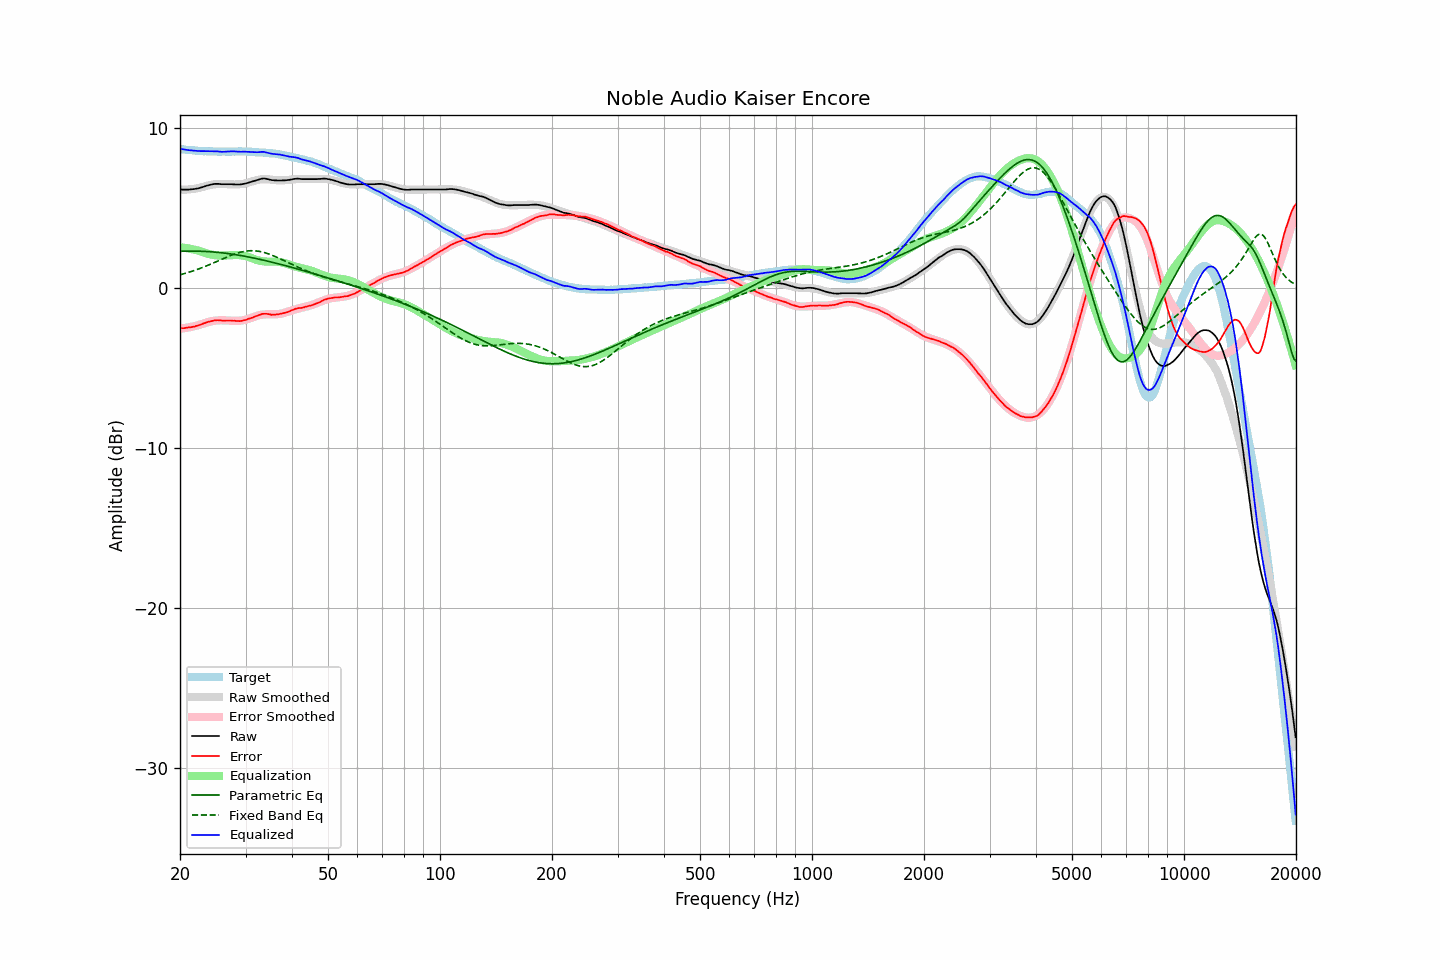 Noble Audio Kaiser Encore
Amplitude (dBr)
10
0
−10
−20
−30
Target
Raw Smoothed
Error Smoothed
Raw
Error
Equalization
Parametric Eq
Fixed Band Eq
Equalized
20 50 100 200 500 1000 2000 5000 10000 20000
Frequency (Hz)